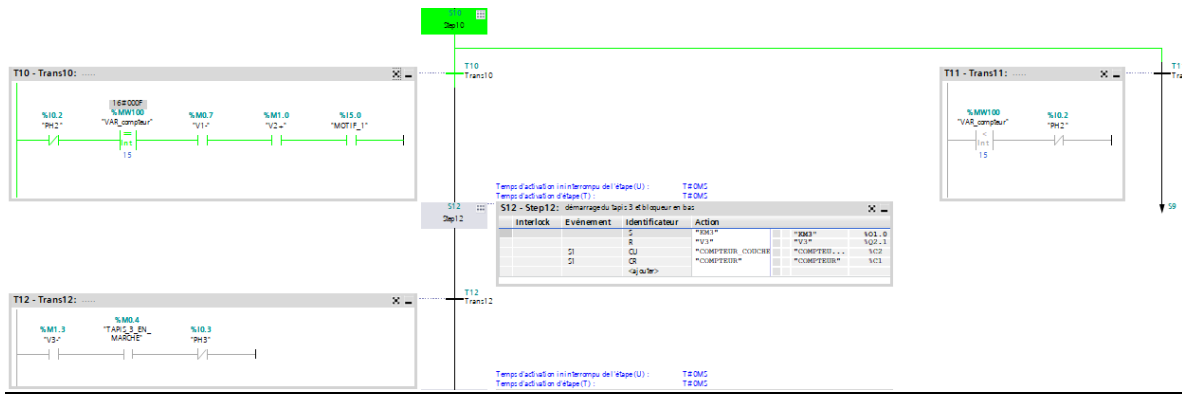 S10
Step10
T10 - Trans10: .....
T10
Trans10
%I0.2
"PH2"
16#000F
%MW100
"VAR_compteur"
==
Int
15
%M0.7
"V1-"
%M1.0
"V2+"
%I5.0
"MOTIF_1"
T11 - Trans11: .....
%MW100
"VAR_compteur"
<
Int
15
%I0.2
"PH2"
S9
Temps d'activation ininterrompu de l'étape (U) : T#0MS
Temps d'activation d'étape (T) : T#0MS
S12
Step12
S12 - Step12: démarrage du tapis 3 et bloqueur en bas
Interlock Evénement Identificateur Action
S "KM3" "KM3" %Q1.0
R "V3" "V3" %Q2.1
S1 CU "COMPTEUR COUCHE "COMPTEU... %C2
S1 CR "COMPTEUR" "COMPTEUR" %C1
<ajouter>
T12 - Trans12: .....
T12
Trans12
%M1.3
"V3-"
%M0.4
"TAPIS_3_EN_
MARCHE"
%I0.3
"PH3"
Temps d'activation ininterrompu de l'étape (U) : T#0MS
Temps d'activation d'étape (T) : T#0MS